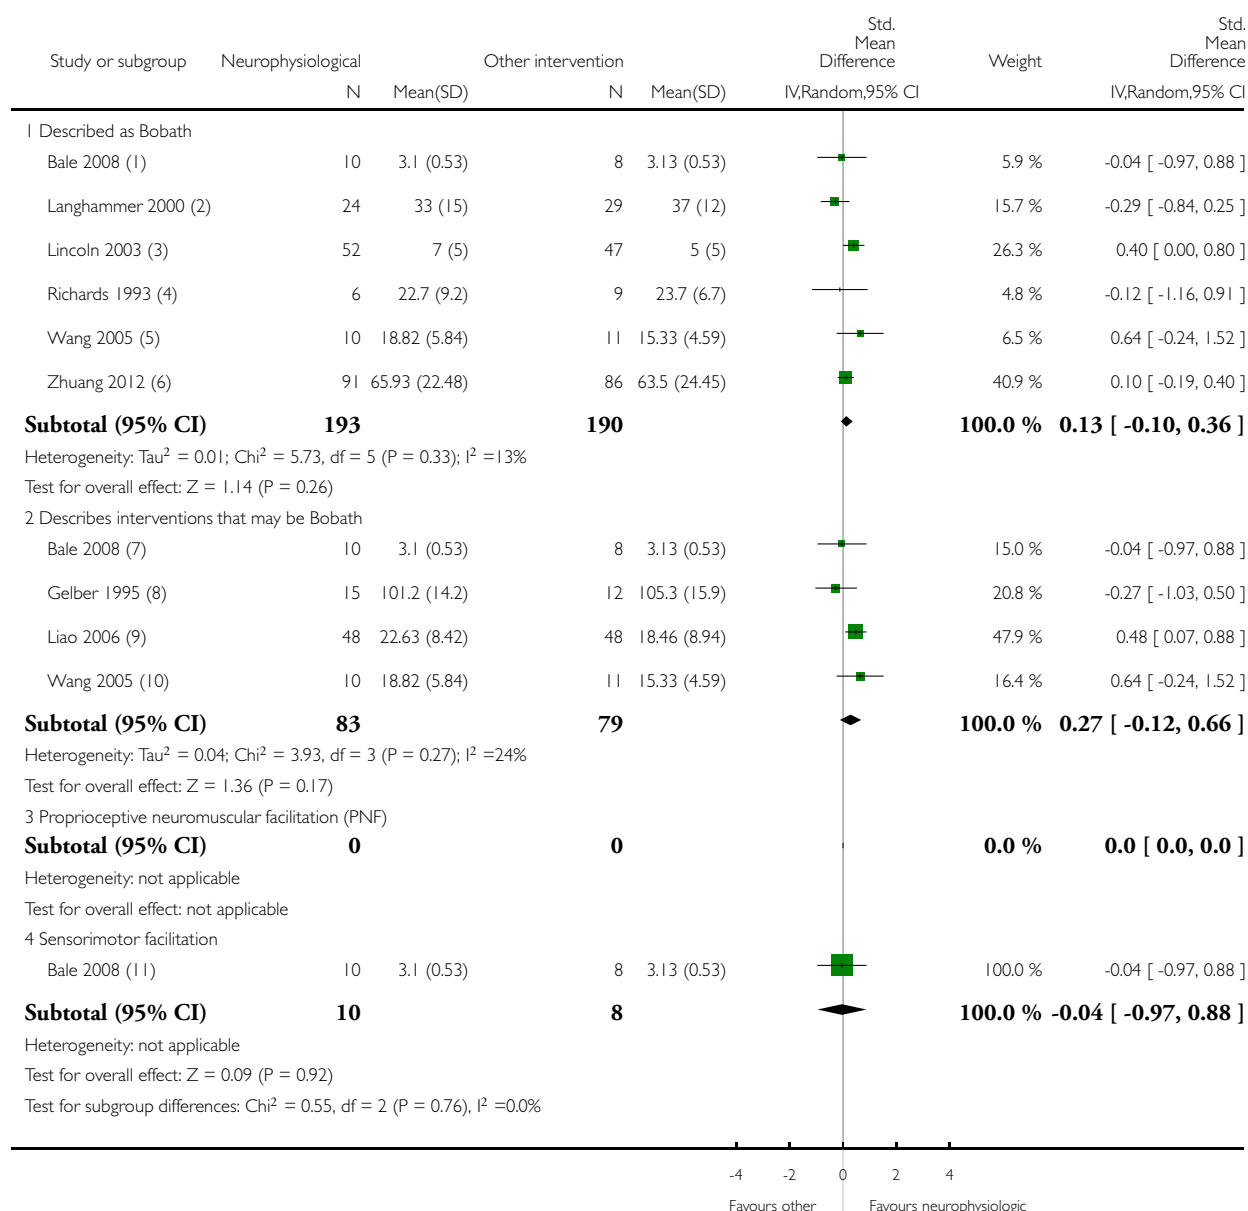 Std. Mean Difference Std. Mean Difference
Study or subgroup Neurophysiological Other intervention Weight
N Mean(SD) N Mean(SD) IV,Random,95% CI IV,Random,95% CI
1 Described as Bobath
Bale 2008 (1) 10 3.1 (0.53) 8 3.13 (0.53) 5.9 % -0.04 [ -0.97, 0.88 ]
Langhammer 2000 (2) 24 33 (15) 29 37 (12) 15.7 % -0.29 [ -0.84, 0.25 ]
Lincoln 2003 (3) 52 7 (5) 47 5 (5) 26.3 % 0.40 [ 0.00, 0.80 ]
Richards 1993 (4) 6 22.7 (9.2) 9 23.7 (6.7) 4.8 % -0.12 [ -1.16, 0.91 ]
Wang 2005 (5) 10 18.82 (5.84) 11 15.33 (4.59) 6.5 % 0.64 [ -0.24, 1.52 ]
Zhuang 2012 (6) 91 65.93 (22.48) 86 63.5 (24.45) 40.9 % 0.10 [ -0.19, 0.40 ]
Subtotal (95% CI) 193 190 100.0 % 0.13 [ -0.10, 0.36 ]
Heterogeneity: Tau² = 0.01; Chi² = 5.73, df = 5 (P = 0.33); I² =13%
Test for overall effect: Z = 1.14 (P = 0.26)
2 Describes interventions that may be Bobath
Bale 2008 (7) 10 3.1 (0.53) 8 3.13 (0.53) 15.0 % -0.04 [ -0.97, 0.88 ]
Gelber 1995 (8) 15 101.2 (14.2) 12 105.3 (15.9) 20.8 % -0.27 [ -1.03, 0.50 ]
Liao 2006 (9) 48 22.63 (8.42) 48 18.46 (8.94) 47.9 % 0.48 [ 0.07, 0.88 ]
Wang 2005 (10) 10 18.82 (5.84) 11 15.33 (4.59) 16.4 % 0.64 [ -0.24, 1.52 ]
Subtotal (95% CI) 83 79 100.0 % 0.27 [ -0.12, 0.66 ]
Heterogeneity: Tau² = 0.04; Chi² = 3.93, df = 3 (P = 0.27); I² =24%
Test for overall effect: Z = 1.36 (P = 0.17)
3 Proprioceptive neuromuscular facilitation (PNF)
Subtotal (95% CI) 0 0 0.0 % 0.0 [ 0.0, 0.0 ]
Heterogeneity: not applicable
Test for overall effect: not applicable
4 Sensorimotor facilitation
Bale 2008 (11) 10 3.1 (0.53) 8 3.13 (0.53) 100.0 % -0.04 [ -0.97, 0.88 ]
Subtotal (95% CI) 10 8 100.0 % -0.04 [ -0.97, 0.88 ]
Heterogeneity: not applicable
Test for overall effect: Z = 0.09 (P = 0.92)
Test for subgroup differences: Chi² = 0.55, df = 2 (P = 0.76), I² =0.0%
-4 -2 0 2 4
Favours other Favours neurophysiologic